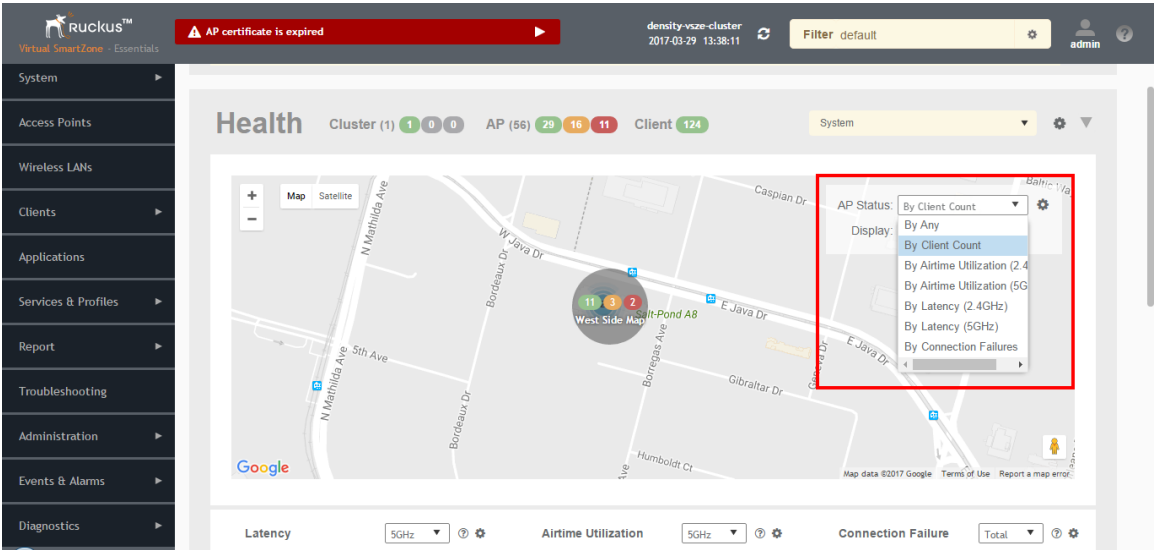 RUCKUS™
Virtual SmartZone - Essentials
AP certificate is expired
density-vsze-cluster
2017-03-29 13:38:11
Filter default
admin
System
Access Points
Wireless LANs
Clients
Applications
Services & Profiles
Report
Troubleshooting
Administration
Events & Alarms
Diagnostics
Health
Cluster (1) 1 0 0
AP (56) 29 16 11
Client 124
System
+
−
Map Satellite
AP Status: By Client Count
Display:
By Any
By Client Count
By Airtime Utilization (2.4
By Airtime Utilization (5G
By Latency (2.4GHz)
By Latency (5GHz)
By Connection Failures
Caspian Dr
Baltic Wa
N Mathilda Ave
W Java Dr
Bordeaux Dr
11 3 2
West Side Map
Salt-Pond A8
E Java Dr
E Java Dr
5th Ave
N Mathilda Ave
Borregas Ave
Geneva Dr
Gibraltar Dr
Bordeaux Dr
Humboldt Ct
Ave
Google
Map data ©2017 Google Terms of Use Report a map error
Latency 5GHz
Airtime Utilization 5GHz
Connection Failure Total